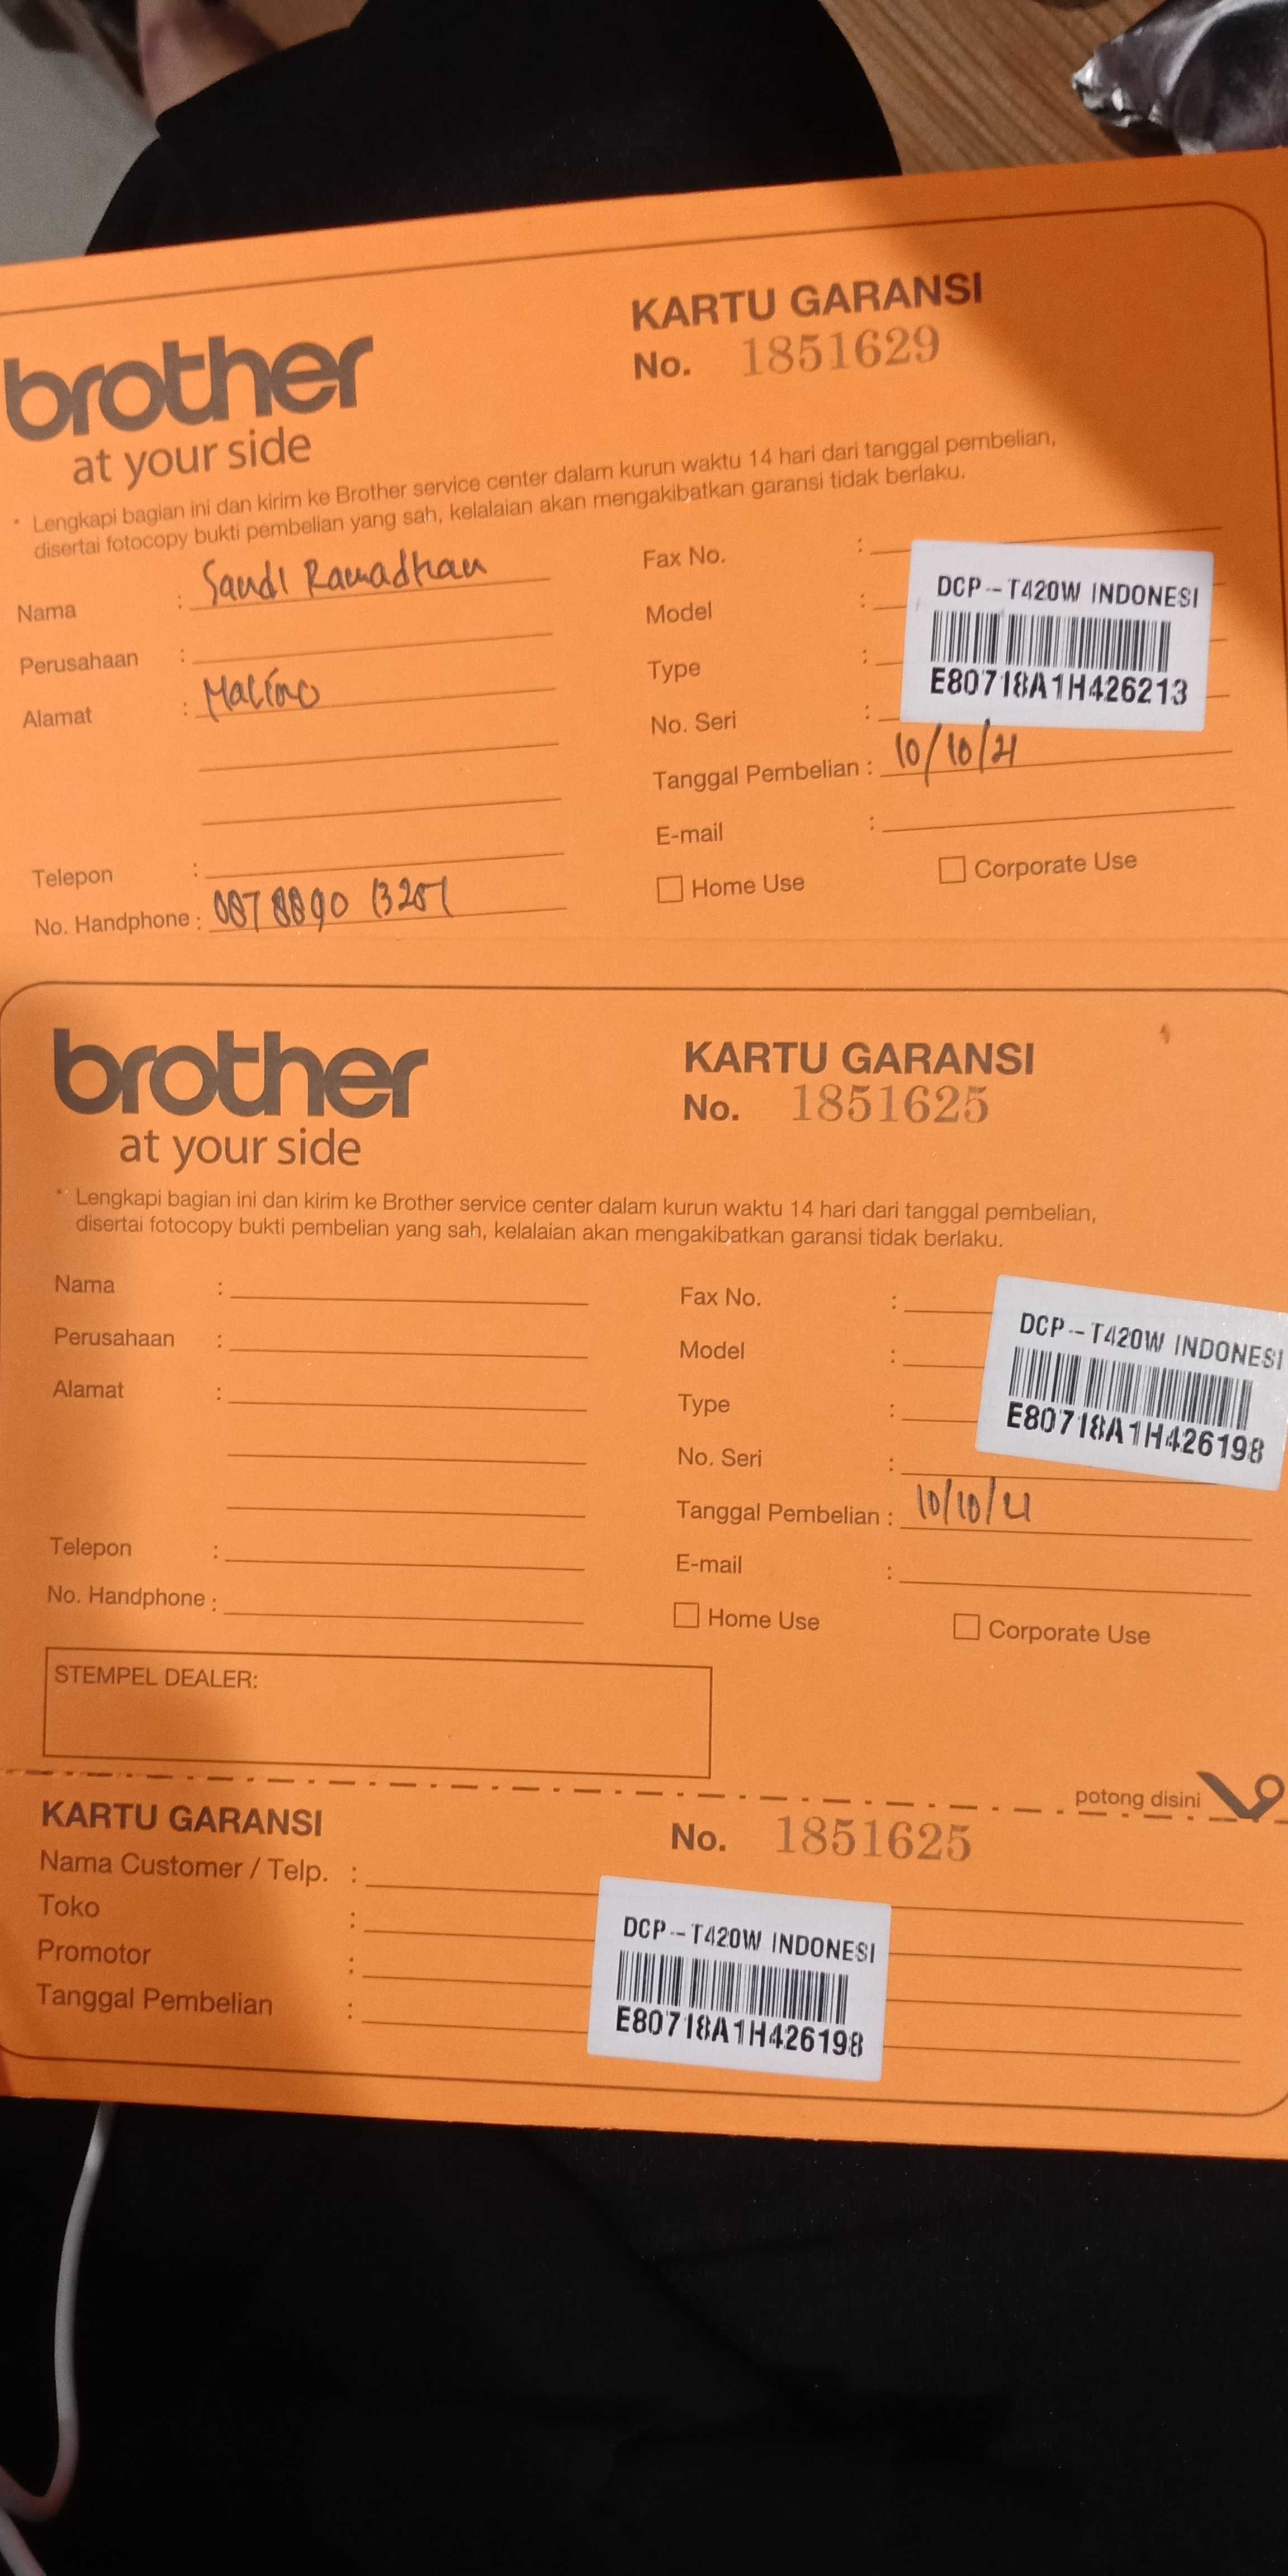 brother
at your side
KARTU GARANSI
No. 1851629
* Lengkapi bagian ini dan kirim ke Brother service center dalam kurun waktu 14 hari dari tanggal pembelian,
disertai fotocopy bukti pembelian yang sah, kelalaian akan mengakibatkan garansi tidak berlaku.
Nama : Sandi Ramadhan
Perusahaan :
Alamat : Malino
Telepon :
No. Handphone :
Fax No. :
Model :
Type :
No. Seri :
DCP--T420W INDONESI
E80718A1H426213
Tanggal Pembelian : 10/10/21
E-mail :
Home Use
Corporate Use
brother
at your side
KARTU GARANSI
No. 1851625
* Lengkapi bagian ini dan kirim ke Brother service center dalam kurun waktu 14 hari dari tanggal pembelian,
disertai fotocopy bukti pembelian yang sah, kelalaian akan mengakibatkan garansi tidak berlaku.
Nama :
Perusahaan :
Alamat :
Telepon :
No. Handphone :
Fax No. :
Model :
Type :
No. Seri :
DCP--T420W INDONESI
E80718A1H426198
Tanggal Pembelian : 10/10/21
E-mail :
Home Use
Corporate Use
STEMPEL DEALER:
potong disini
KARTU GARANSI
No. 1851625
Nama Customer / Telp. :
Toko :
Promotor :
Tanggal Pembelian :
DCP--T420W INDONESI
E80718A1H426198